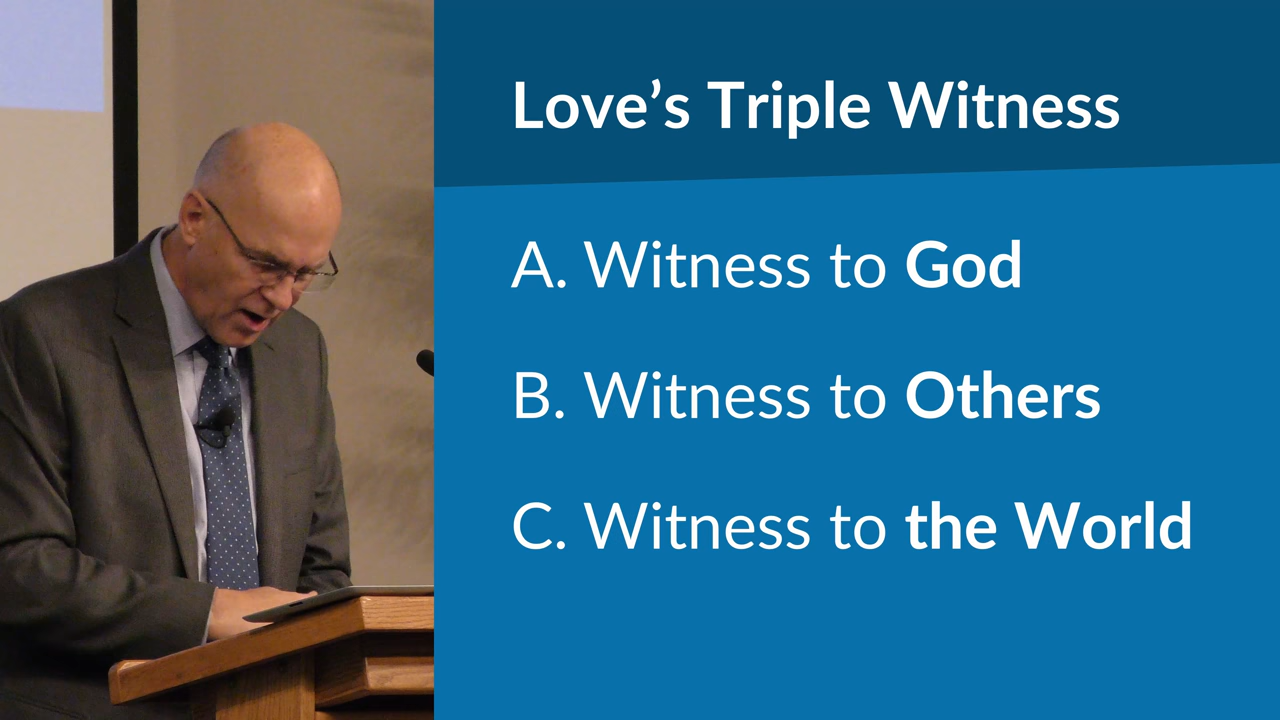 Love’s Triple Witness
A. Witness to God
B. Witness to Others
C. Witness to the World